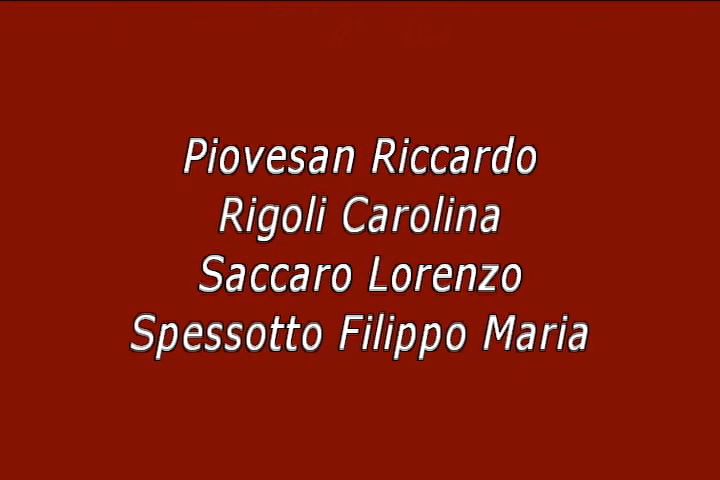 Piovesan Riccardo
Rigoli Carolina
Saccaro Lorenzo
Spessotto Filippo Maria